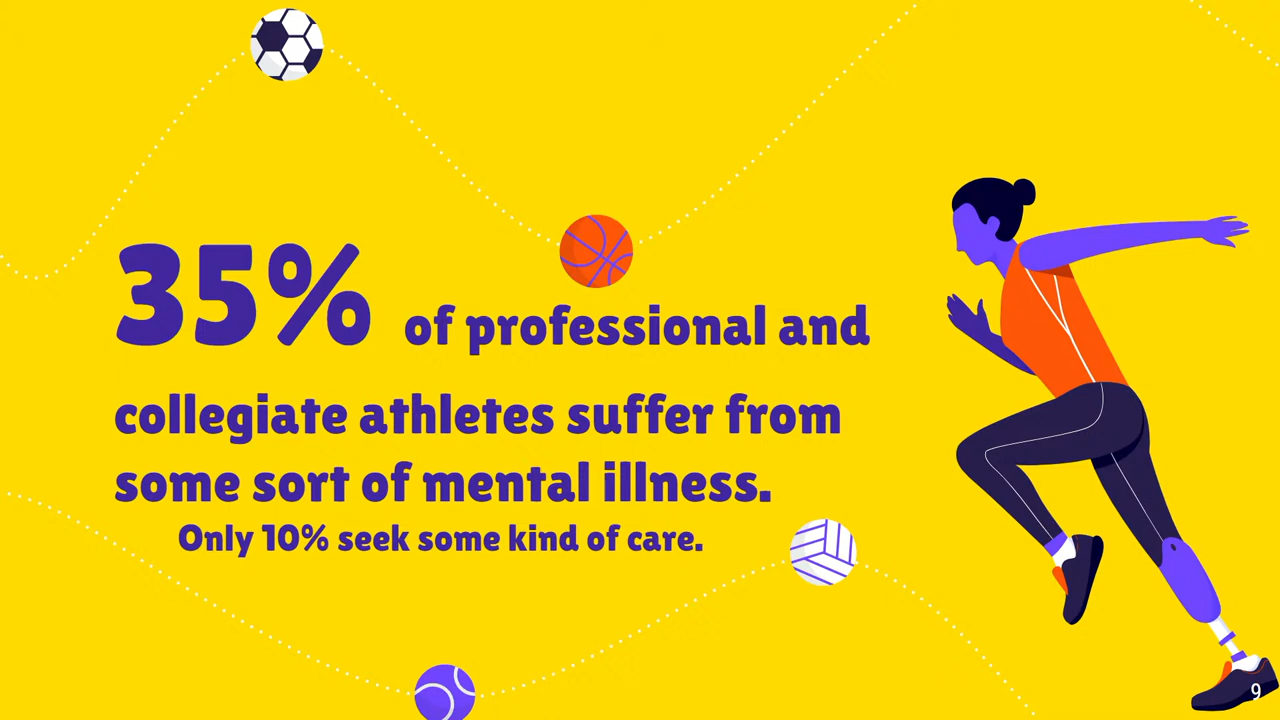 35% of professional and
collegiate athletes suffer from
some sort of mental illness.
Only 10% seek some kind of care.
9